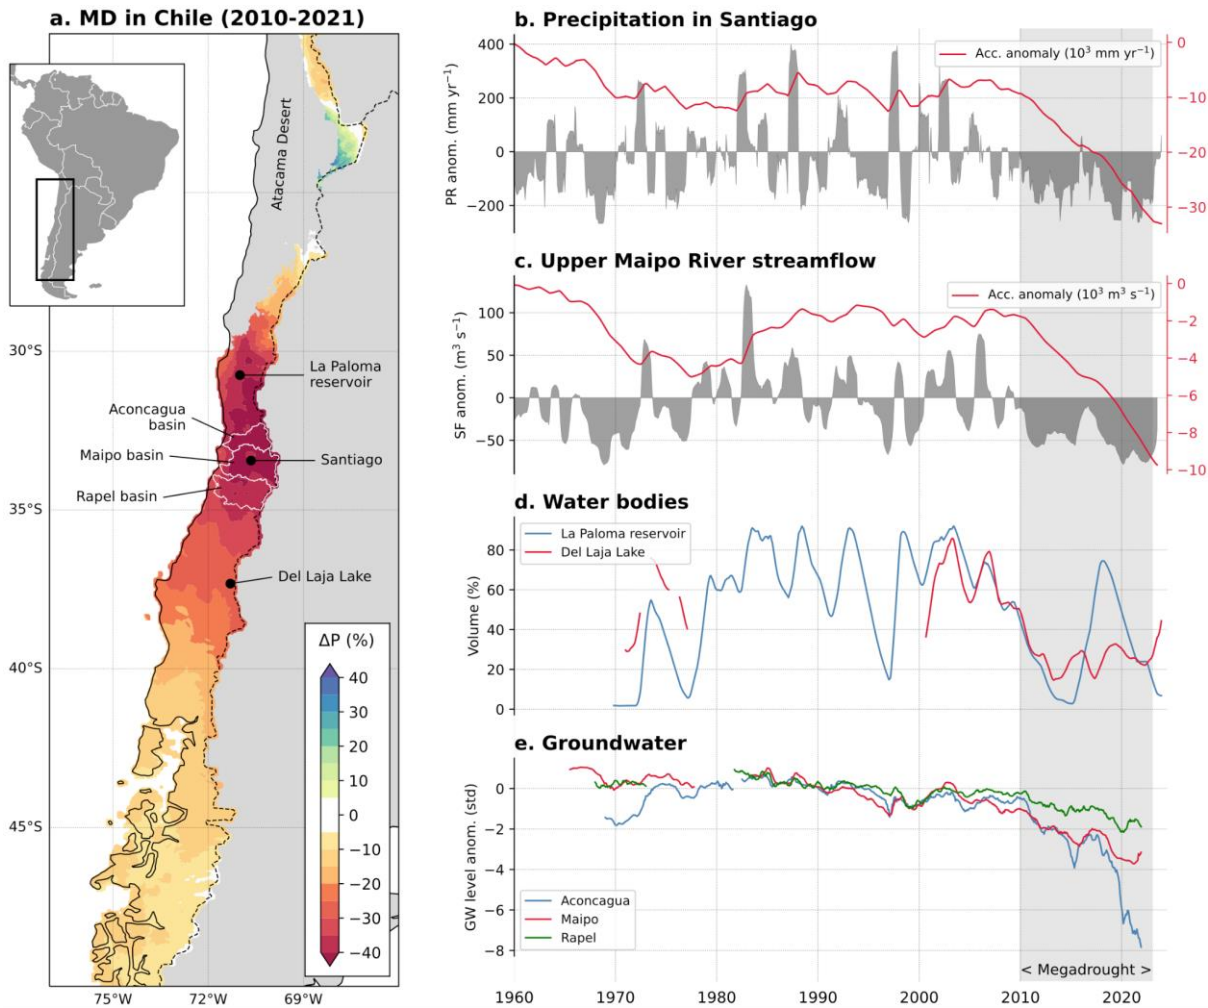 a. MD in Chile (2010-2021)
Atacama Desert
30°S
35°S
40°S
45°S
La Paloma
reservoir
Aconcagua
basin
Maipo basin
Santiago
Rapel basin
Del Laja Lake
ΔP (%)
40
30
20
10
0
−10
−20
−30
−40
75°W
72°W
69°W
b. Precipitation in Santiago
PR anom. (mm yr⁻¹)
400
200
0
−200
Acc. anomaly (10³ mm yr⁻¹)
0
−10
−20
−30
c. Upper Maipo River streamflow
SF anom. (m³ s⁻¹)
100
50
0
−50
Acc. anomaly (10³ m³ s⁻¹)
0
−2
−4
−6
−8
−10
d. Water bodies
Volume (%)
80
60
40
20
0
La Paloma reservoir
Del Laja Lake
e. Groundwater
GW level anom. (std)
0
−2
−4
−6
−8
Aconcagua
Maipo
Rapel
< Megadrought >
1960
1970
1980
1990
2000
2010
2020